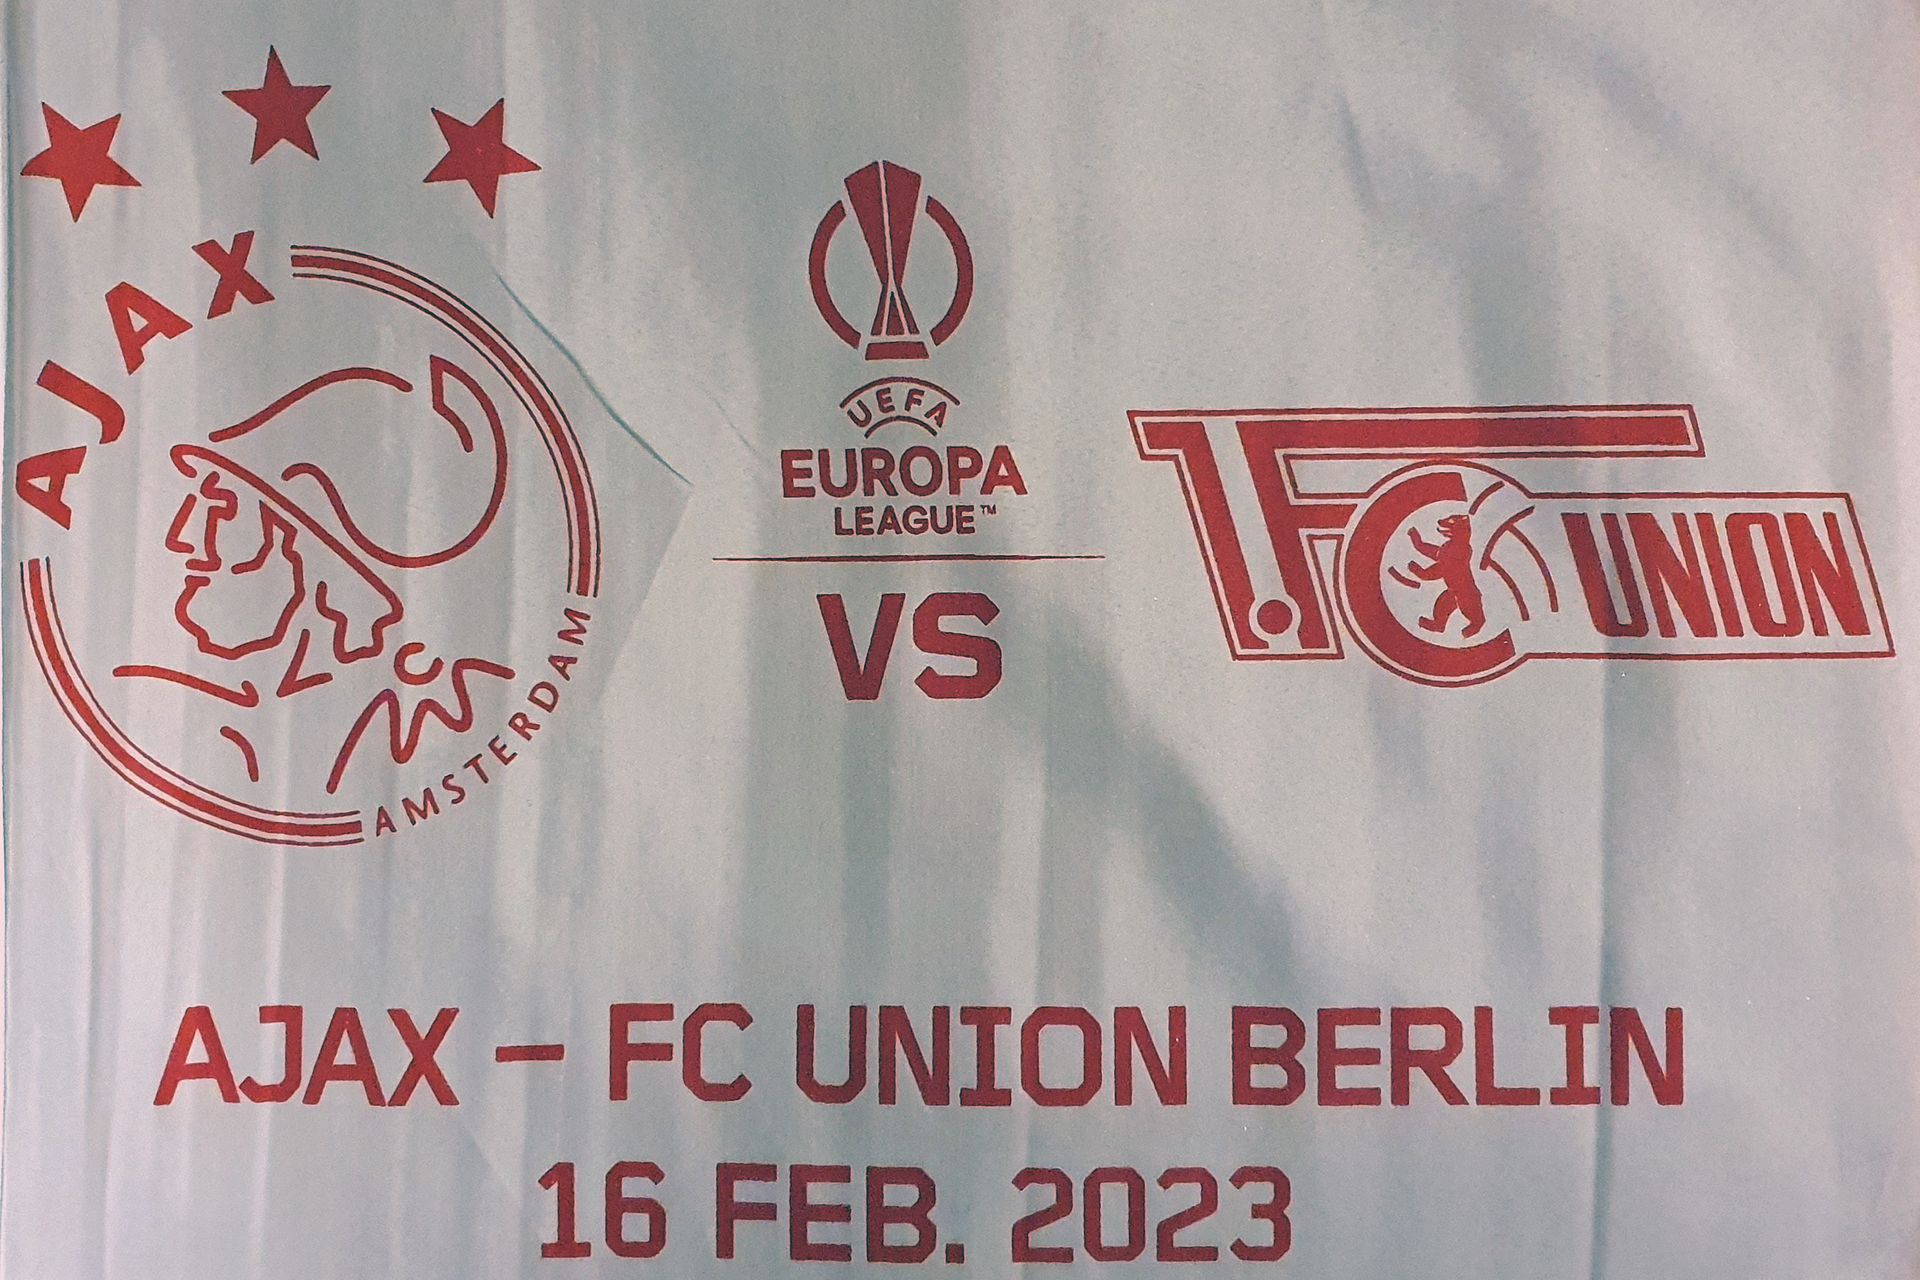 AJAX
AMSTERDAM
UEFA
EUROPA
LEAGUE™
VS
1.FC UNION
AJAX – FC UNION BERLIN
16 FEB. 2023